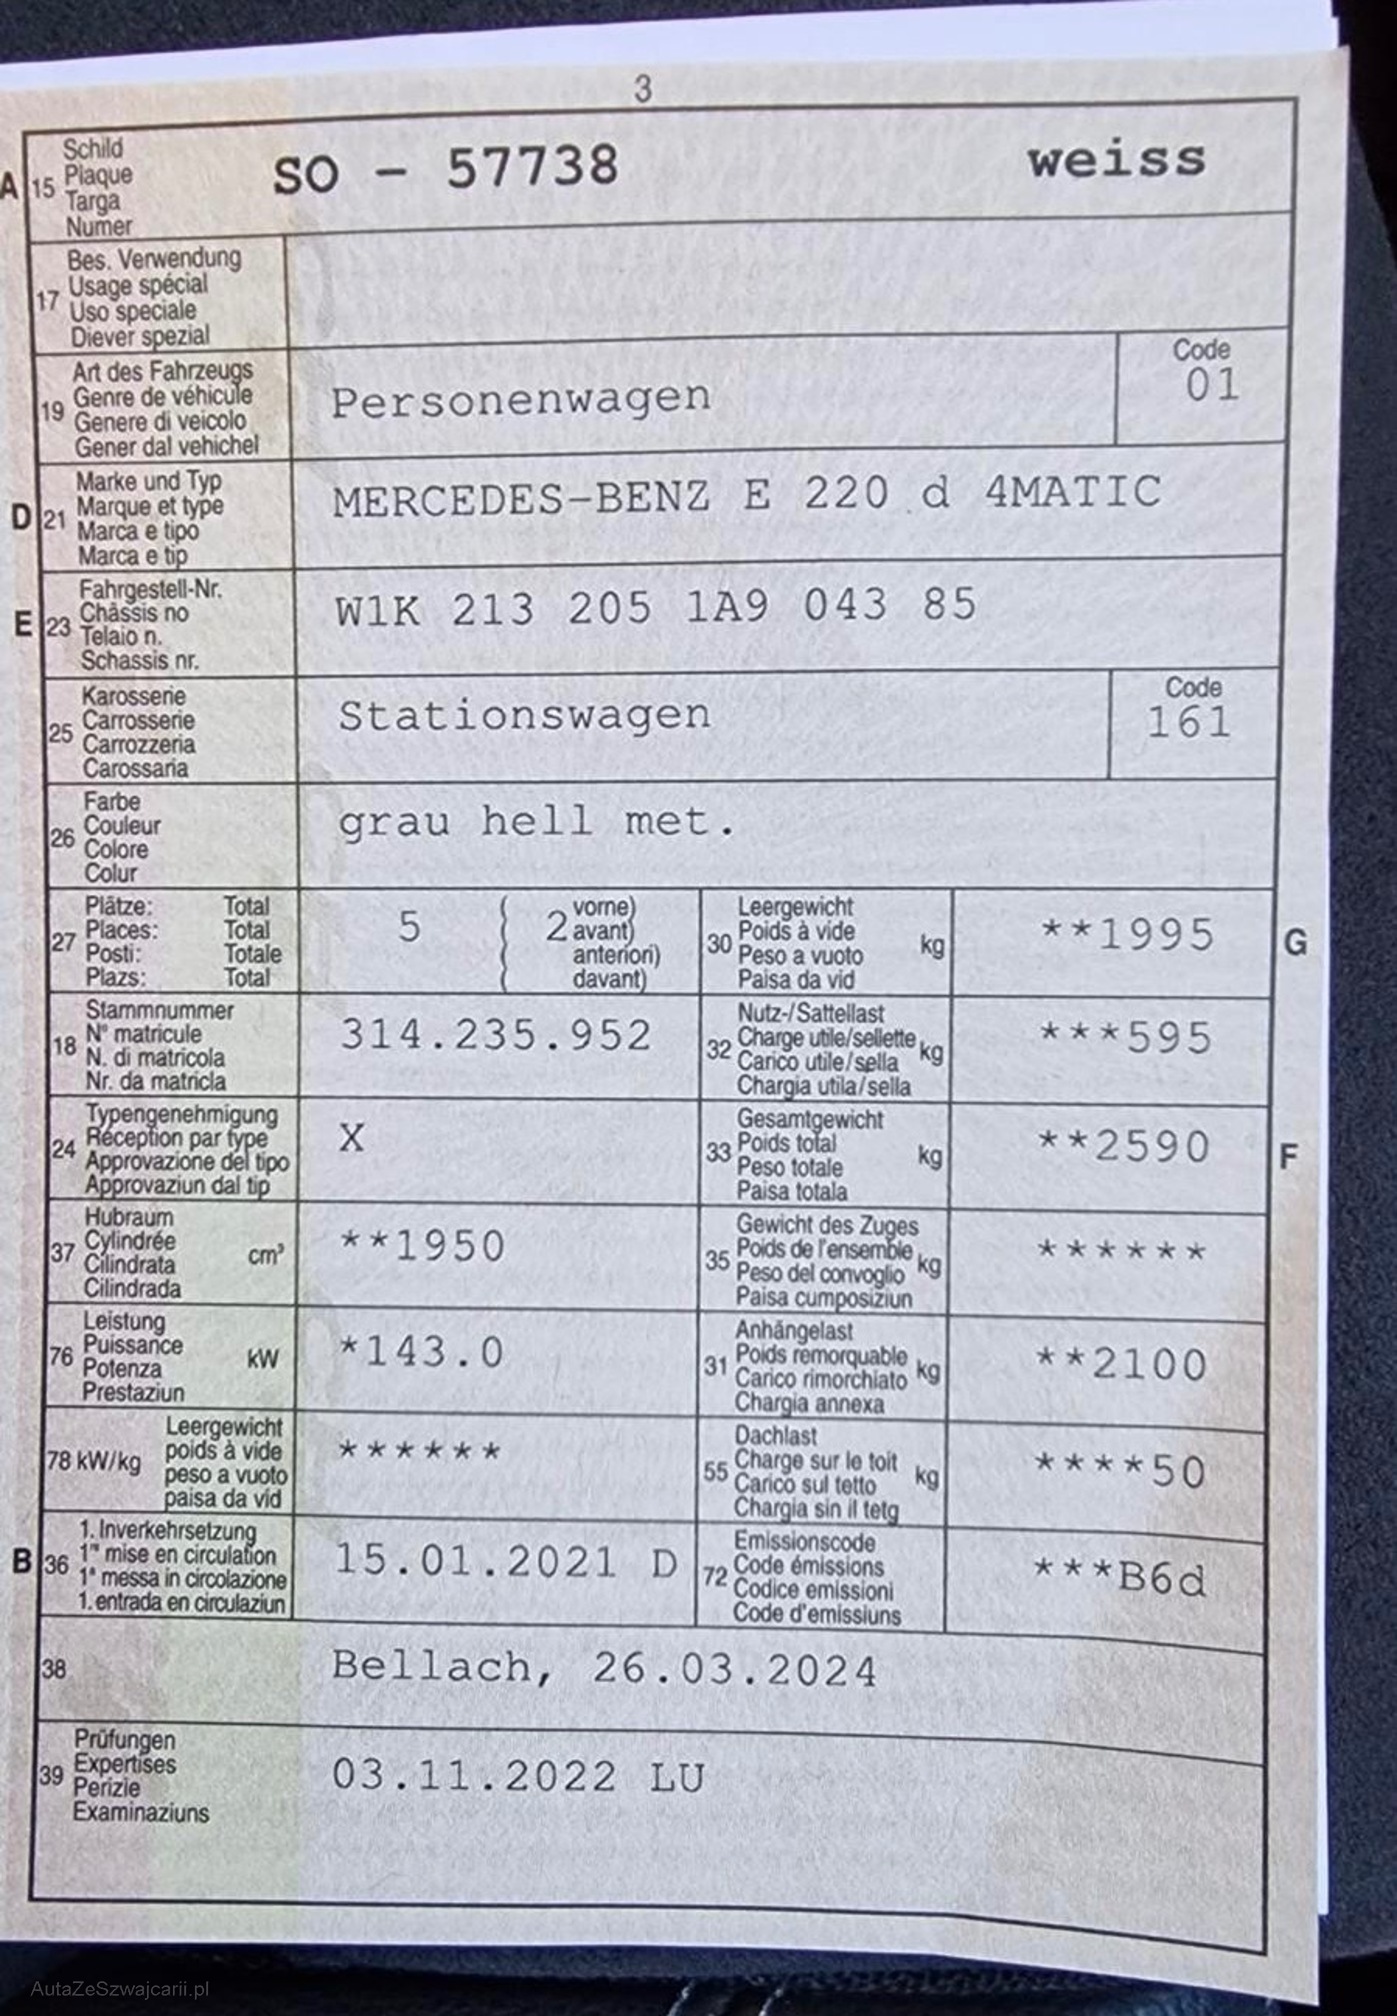 3
A 15 Schild Plaque Targa Numer SO - 57738 weiss
17 Bes. Verwendung
Usage spécial
Uso speciale
Diever spezial
19 Art des Fahrzeugs
Genre de véhicule
Genere di veicolo
Gener dal vehichel
Personenwagen
Code
01
D 21 Marke und Typ
Marque et type
Marca e tipo
Marca e tip
MERCEDES-BENZ E 220 d 4MATIC
E 23 Fahrgestell-Nr.
Châssis no
Telaio n.
Schassis nr.
W1K 213 205 1A9 043 85
25 Karosserie
Carrosserie
Carrozzeria
Carossaria
Stationswagen
Code
161
26 Farbe
Couleur
Colore
Colur
grau hell met.
27 Plätze: Total
Places: Total
Posti: Totale
Plazs: Total
5 ( 2 vorne)
( avant)
( anteriori)
( davant)
30 Leergewicht
Poids à vide
Peso a vuoto kg
Paisa da vid
**1995 G
18 Stammnummer
N° matricule
N. di matricola
Nr. da matricla
314.235.952
32 Nutz-/Sattellast
Charge utile/sellette
Carico utile/sella kg
Chargia utila/sella
***595
24 Typengenehmigung
Réception par type
Approvazione del tipo
Approvaziun dal tip
X
33 Gesamtgewicht
Poids total
Peso totale kg
Paisa totala
**2590 F
37 Hubraum
Cylindrée
Cilindrata cm³
Cilindrada
**1950
35 Gewicht des Zuges
Poids de l'ensemble
Peso del convoglio kg
Paisa cumposiziun
******
76 Leistung
Puissance
Potenza kW
Prestaziun
*143.0
31 Anhängelast
Poids remorquable
Carico rimorchiato kg
Chargia annexa
**2100
78 kW/kg Leergewicht
poids à vide
peso a vuoto
paisa da vid
******
55 Dachlast
Charge sur le toit
Carico sul tetto kg
Chargia sin il tetg
****50
B 36 1. Inverkehrsetzung
1re mise en circulation
1a messa in circolazione
1. entrada en circulaziun
15.01.2021 D
72 Emissionscode
Code émissions
Codice emissioni
Code d'emissiuns
***B6d
38 Bellach, 26.03.2024
39 Prüfungen
Expertises
Perizie
Examinaziuns
03.11.2022 LU
AutaZeSzwajcarii.pl